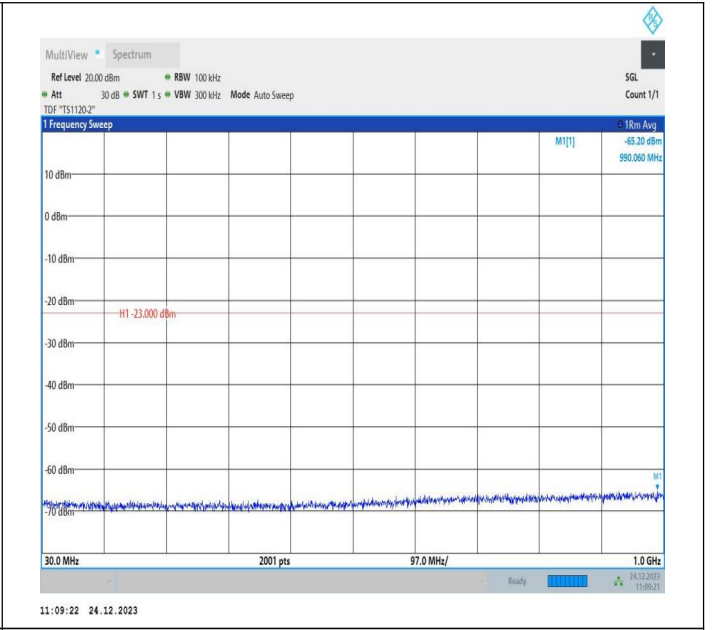 R S
MultiView Spectrum
Ref Level 20.00 dBm RBW 100 kHz SGL
Att 30 dB SWT 1 s VBW 300 kHz Mode Auto Sweep Count 1/1
TDF "TS1120-2"
1 Frequency Sweep 1Rm Avg
M1[1] -65.20 dBm
990.060 MHz
10 dBm
0 dBm
-10 dBm
-20 dBm
H1 -23.000 dBm
-30 dBm
-40 dBm
-50 dBm
-60 dBm
M1
-70 dBm
30.0 MHz 2001 pts 97.0 MHz/ 1.0 GHz
Ready 24.12.2023
11:09:21
11:09:22 24.12.2023